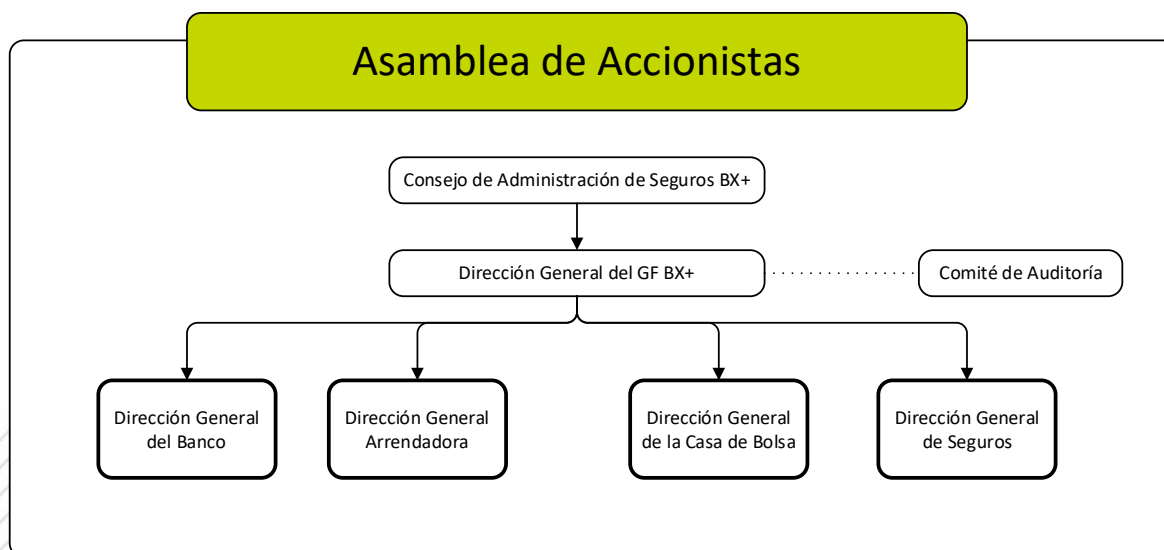 Asamblea de Accionistas
Consejo de Administración de Seguros BX+
Dirección General del GF BX+
Comité de Auditoría
Dirección General
del Banco
Dirección General
Arrendadora
Dirección General
de la Casa de Bolsa
Dirección General
de Seguros